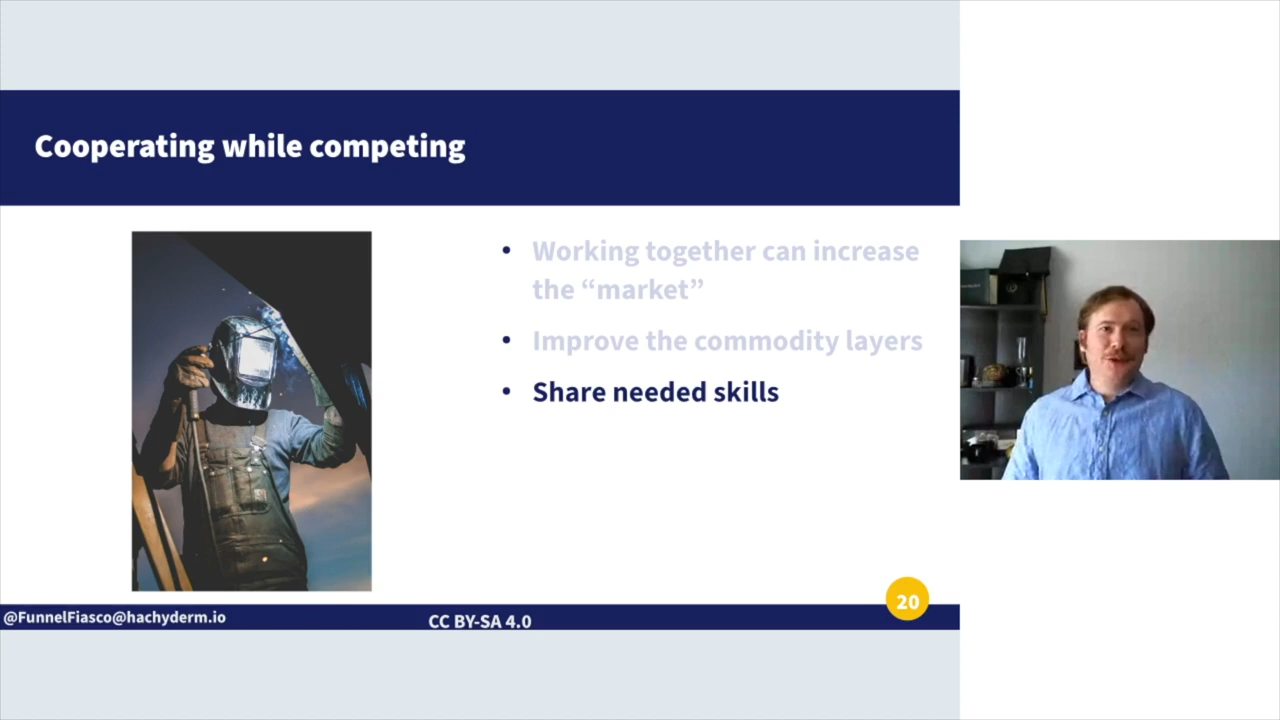 Cooperating while competing
• Working together can increase
the “market”
• Improve the commodity layers
• Share needed skills
20
@FunnelFiasco@hachyderm.io
CC BY-SA 4.0